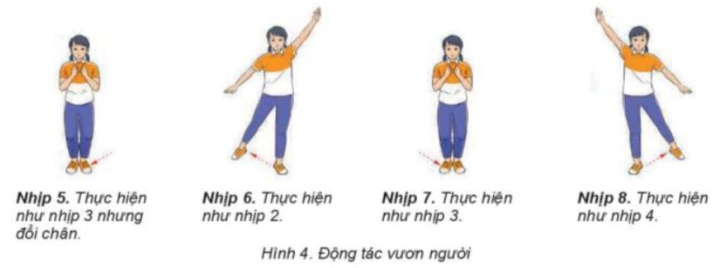 Nhịp 5. Thực hiện
như nhịp 3 nhưng
đổi chân.
Nhịp 6. Thực hiện
như nhịp 2.
Nhịp 7. Thực hiện
như nhịp 3.
Nhịp 8. Thực hiện
như nhịp 4.
Hình 4. Động tác vươn người